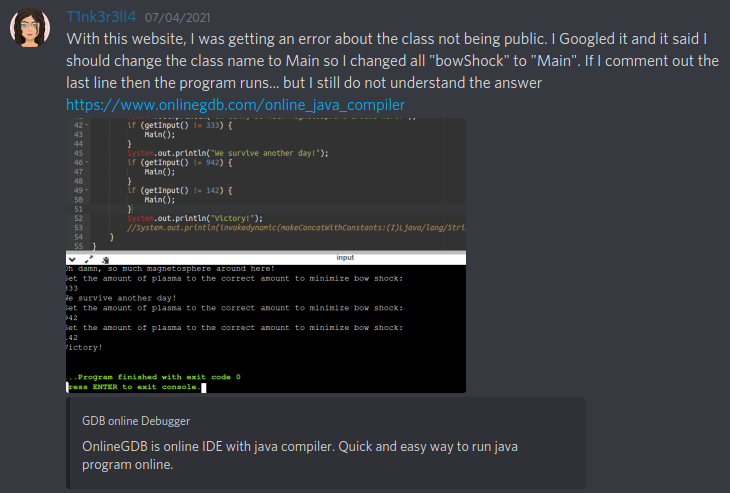 T1nk3r3ll4 07/04/2021
With this website, I was getting an error about the class not being public. I Googled it and it said I
should change the class name to Main so I changed all "bowShock" to "Main". If I comment out the
last line then the program runs... but I still do not understand the answer
https://www.onlinegdb.com/online_java_compiler
42 if (getInput() != 333) {
43 Main();
44 }
45 System.out.println("We survive another day!");
46 if (getInput() != 942) {
47 Main();
48 }
49 if (getInput() != 142) {
50 Main();
51 }
52 System.out.println("Victory!");
53 //System.out.println(invokedynamic(makeConcatWithConstants:(I)Ljava/lang/Stri
54 }
55 }
input
Oh damn, so much magnetosphere around here!
Get the amount of plasma to the correct amount to minimize bow shock:
333
We survive another day!
Get the amount of plasma to the correct amount to minimize bow shock:
942
Get the amount of plasma to the correct amount to minimize bow shock:
142
Victory!
...Program finished with exit code 0
Press ENTER to exit console.
GDB online Debugger
OnlineGDB is online IDE with java compiler. Quick and easy way to run java
program online.